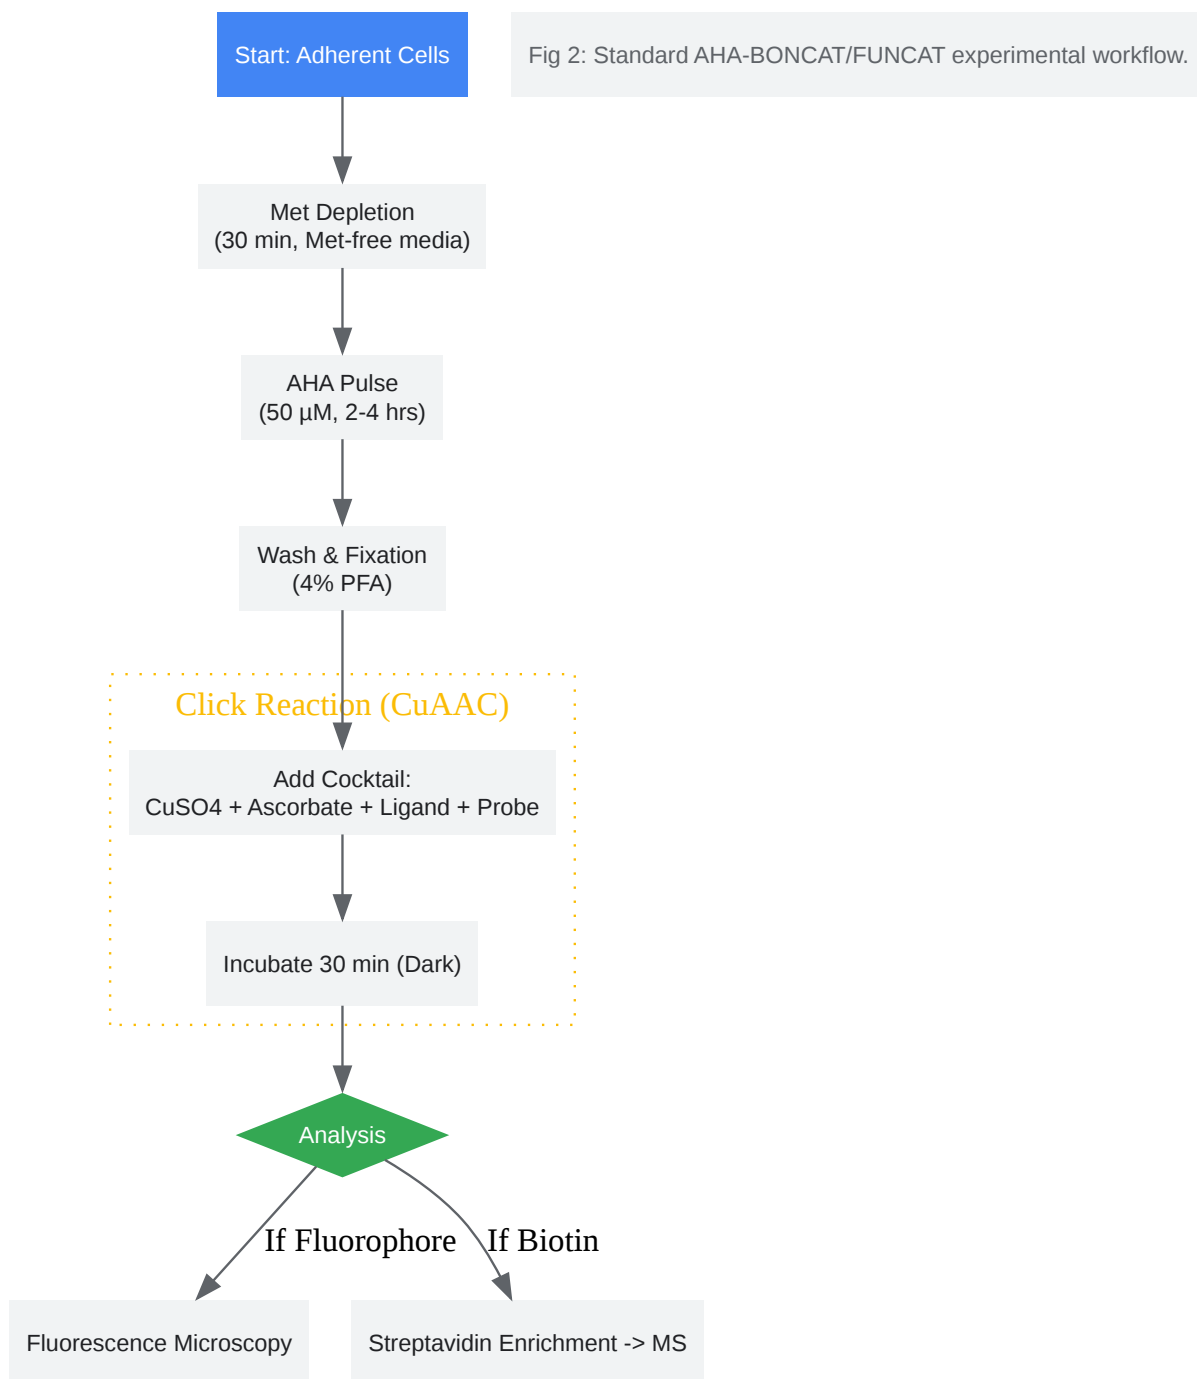 Start: Adherent Cells
Fig 2: Standard AHA-BONCAT/FUNCAT experimental workflow.
Met Depletion
(30 min, Met-free media)
AHA Pulse
(50 µM, 2-4 hrs)
Wash & Fixation
(4% PFA)
Click Reaction (CuAAC)
Add Cocktail:
CuSO4 + Ascorbate + Ligand + Probe
Incubate 30 min (Dark)
Analysis
If Fluorophore
If Biotin
Fluorescence Microscopy
Streptavidin Enrichment -> MS